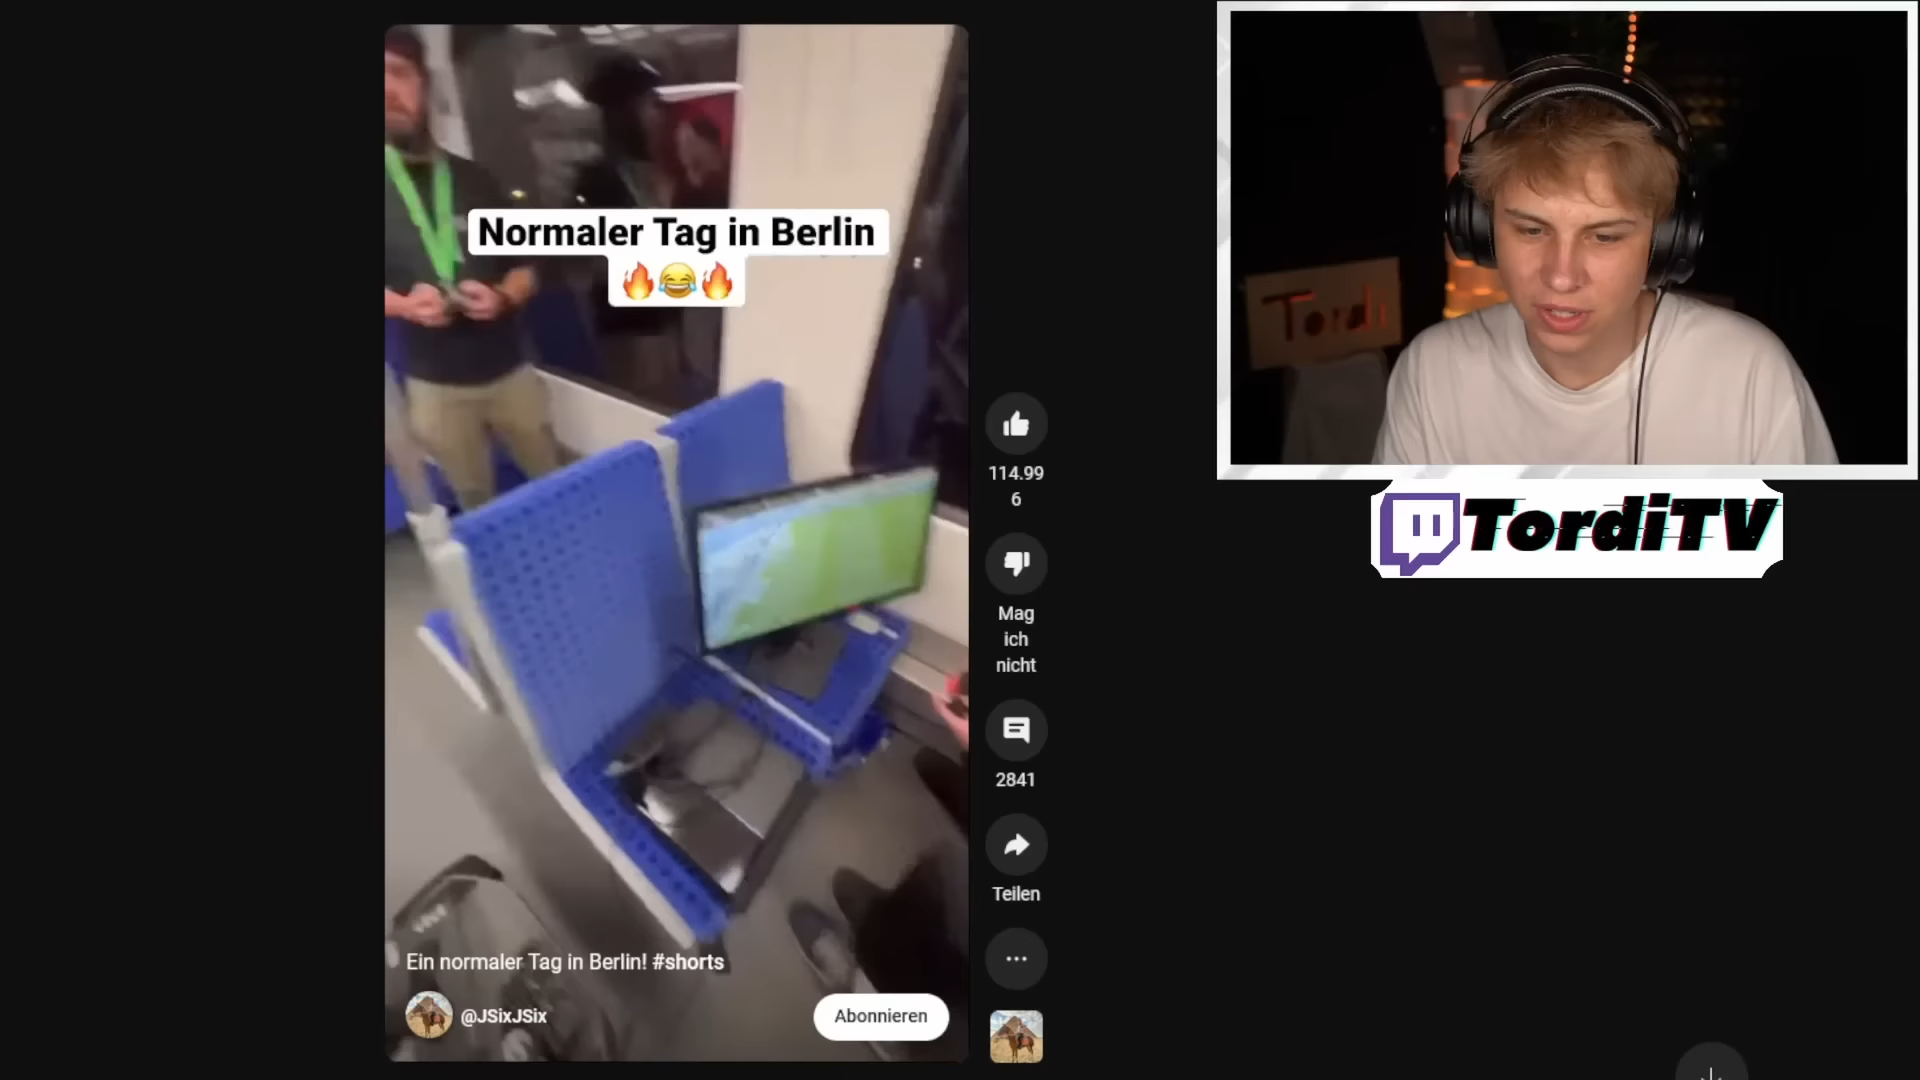 Normaler Tag in Berlin
🔥😂🔥
114.99
6
Mag
ich
nicht
2841
Teilen
Ein normaler Tag in Berlin! #shorts
@JSixJSix
Abonnieren
Tordi
TordiTV